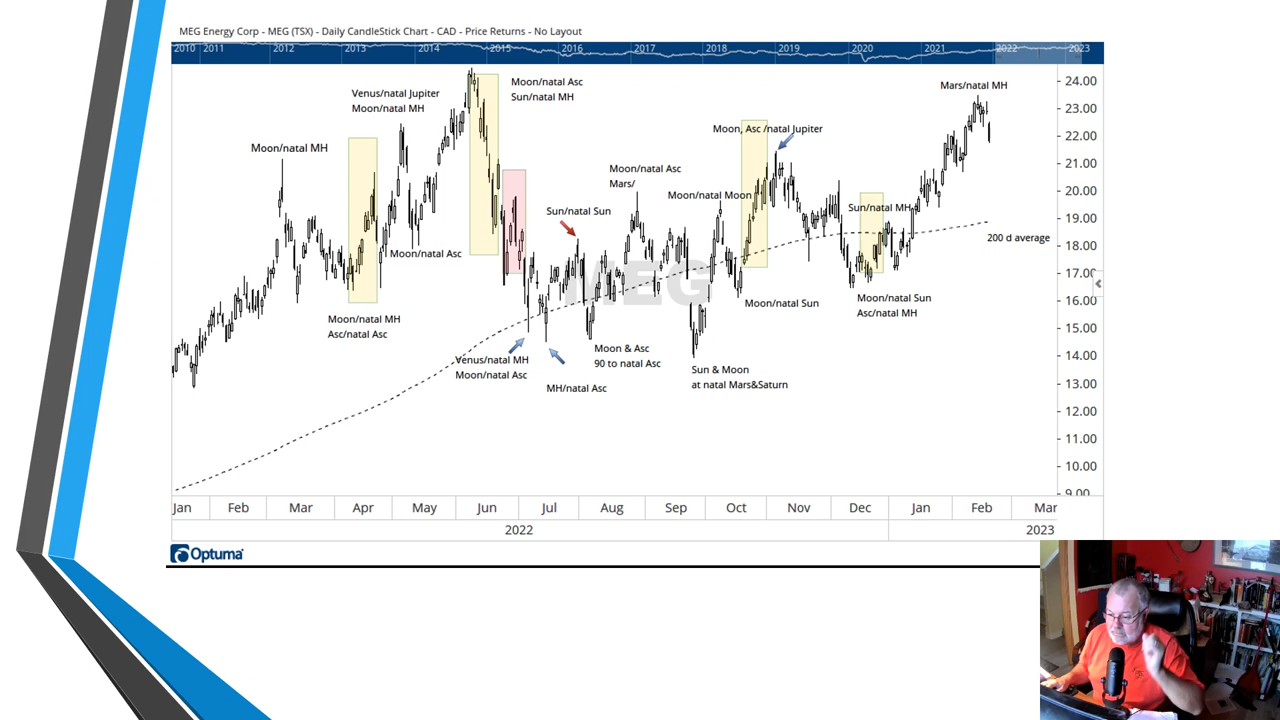 MEG Energy Corp - MEG (TSX) - Daily CandleStick Chart - CAD - Price Returns - No Layout
2010 2011 2012 2013 2014 2015 2016 2017 2018 2019 2020 2021 2022 2023
24.00
23.00
22.00
21.00
20.00
19.00
18.00
17.00
16.00
15.00
14.00
13.00
12.00
11.00
10.00
9.00
Moon/natal MH
Venus/natal Jupiter
Moon/natal MH
Moon/natal Asc
Sun/natal MH
Moon/natal Asc
Moon/natal MH
Asc/natal Asc
Sun/natal Sun
Venus/natal MH
Moon/natal Asc
MH/natal Asc
Moon/natal Asc
Mars/
Moon & Asc
90 to natal Asc
Moon/natal Moon
Sun & Moon
at natal Mars&Saturn
Moon, Asc /natal Jupiter
Moon/natal Sun
Sun/natal MH
Moon/natal Sun
Asc/natal MH
Mars/natal MH
200 d average
MEG
Jan Feb Mar Apr May Jun Jul Aug Sep Oct Nov Dec Jan Feb Mar
2022 2023
Optuma